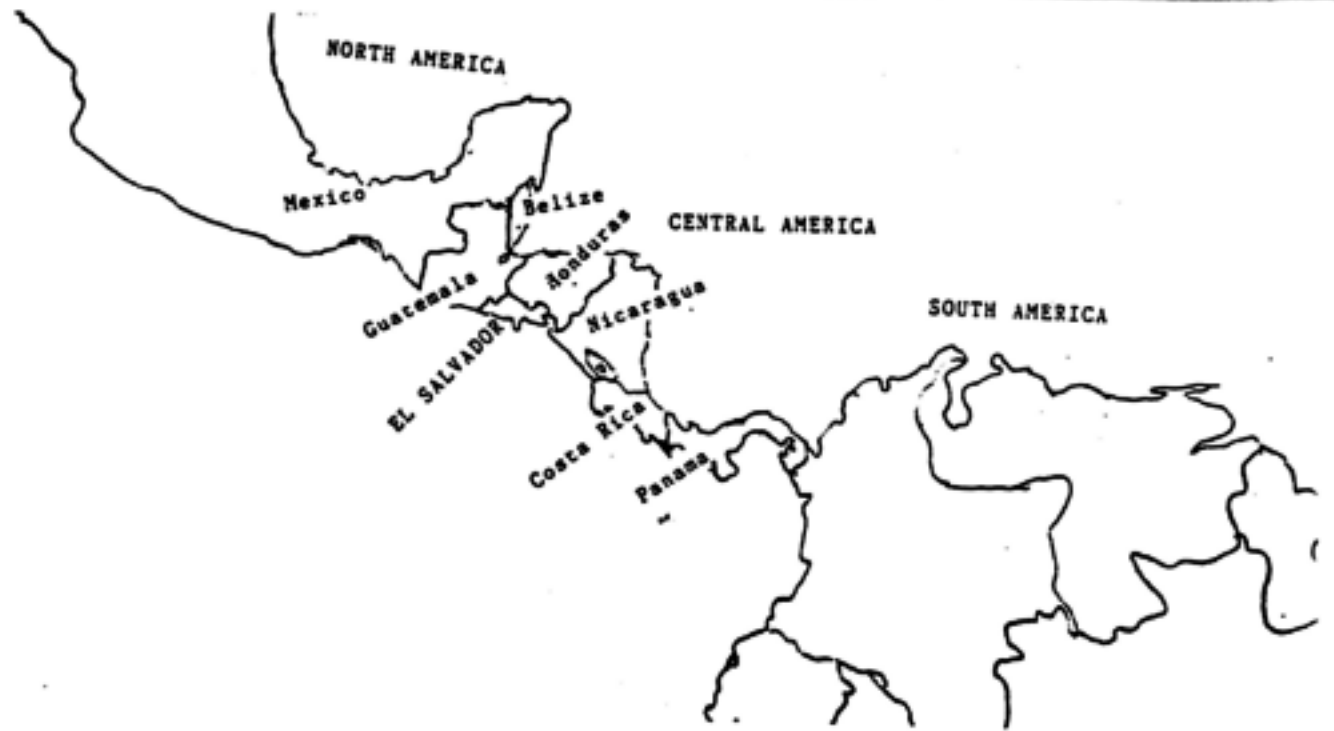 NORTH AMERICA
Mexico
Belize
CENTRAL AMERICA
Honduras
Guatemala
Nicaragua
SOUTH AMERICA
EL SALVADOR
Costa Rica
Panama